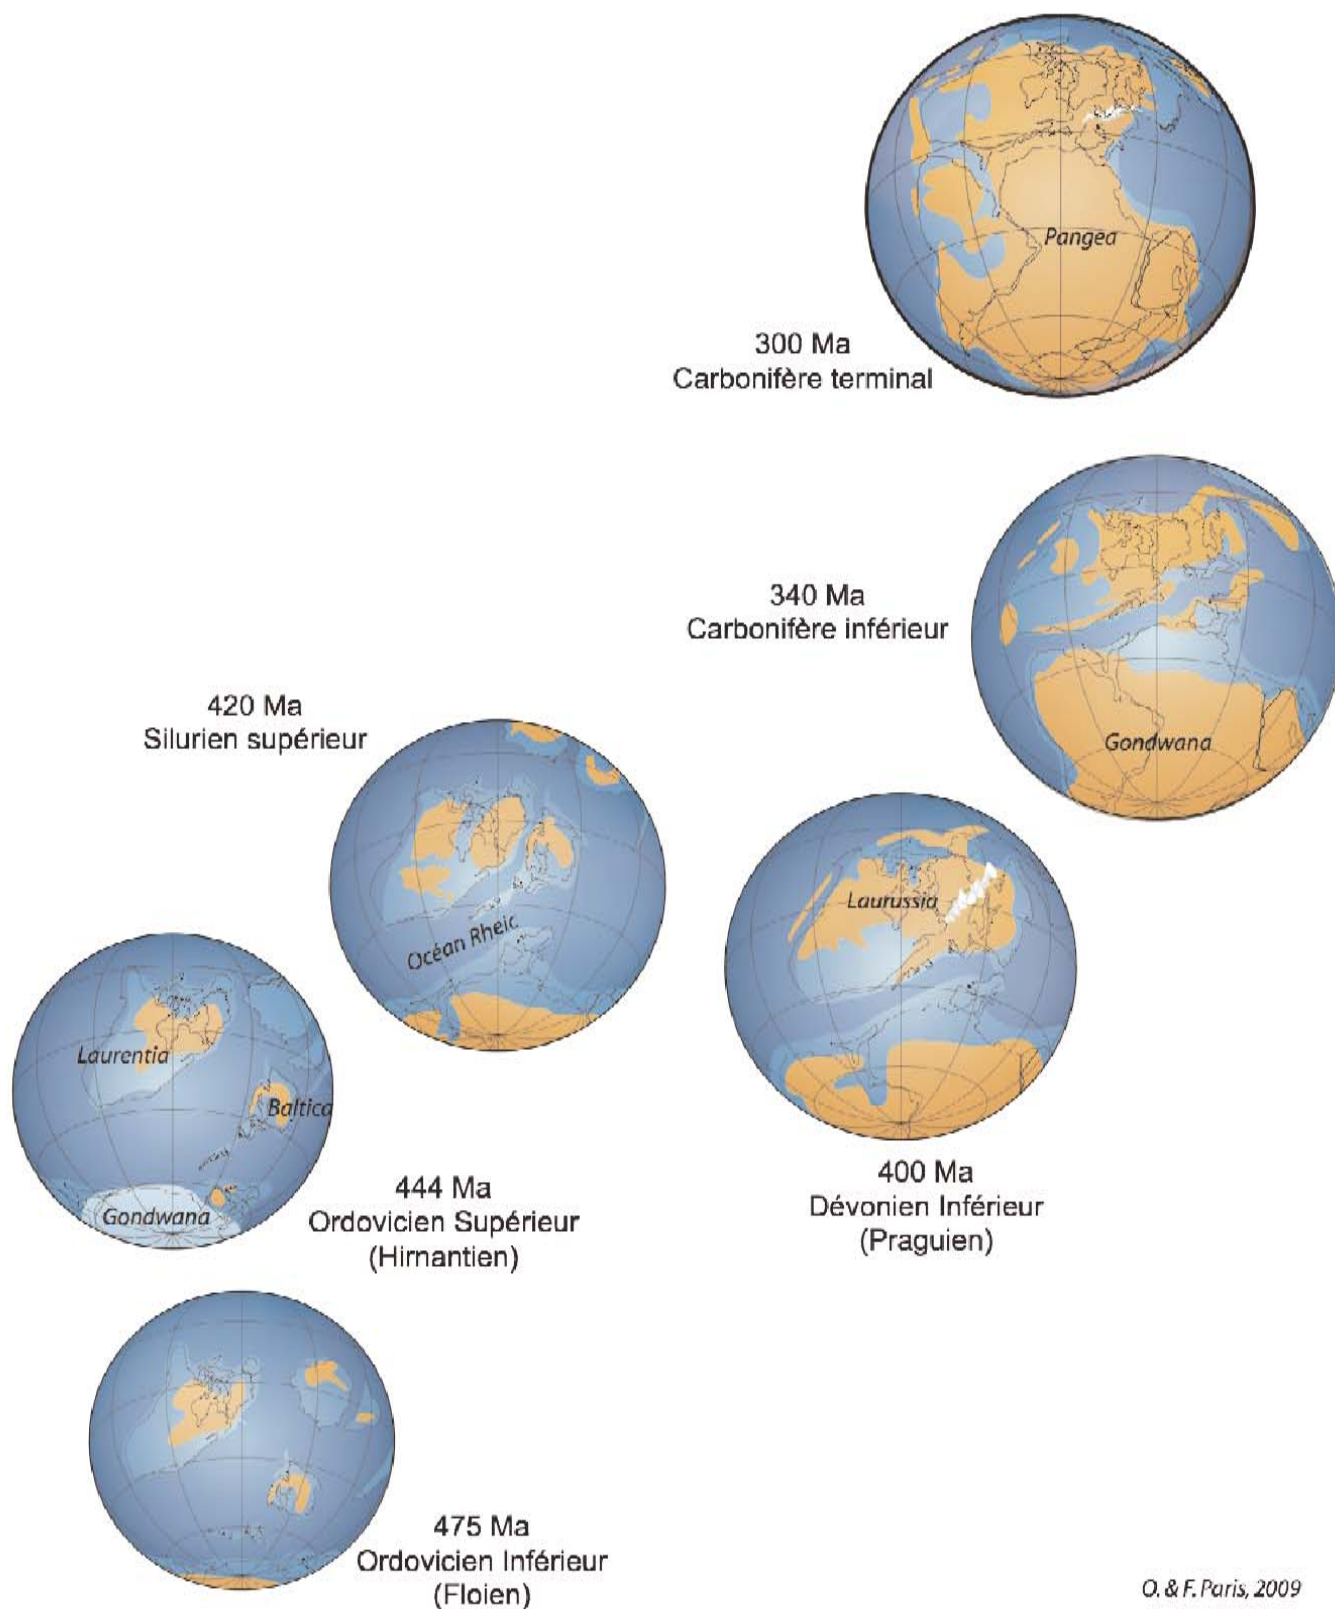 Pangea
300 Ma
Carbonifère terminal
340 Ma
Carbonifère inférieur
Gondwana
420 Ma
Silurien supérieur
Océan Rheic
Laurussia
Laurentia
Baltica
Gondwana
444 Ma
Ordovicien Supérieur
(Hirnantien)
400 Ma
Dévonien Inférieur
(Praguien)
475 Ma
Ordovicien Inférieur
(Floien)
O. & F. Paris, 2009